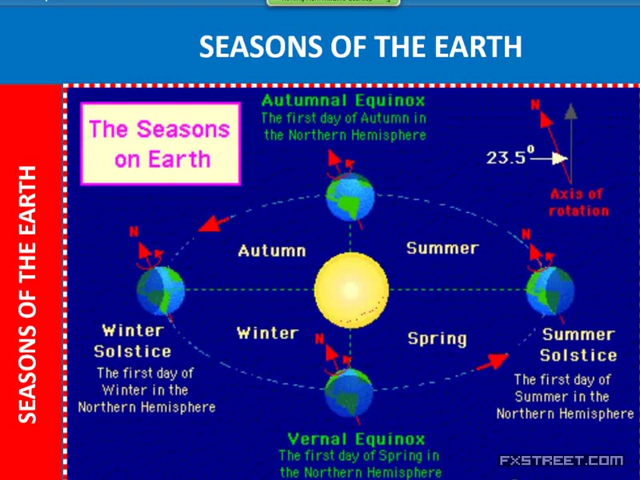 SEASONS OF THE EARTH
SEASONS OF THE EARTH
The Seasons
on Earth
Autumnal Equinox
The first day of Autumn in
the Northern Hemisphere
N
23.5°
Axis of
rotation
N
N
N
N
Autumn
Summer
Winter
Spring
Winter
Solstice
The first day of
Winter in the
Northern Hemisphere
Summer
Solstice
The first day of
Summer in the
Northern Hemisphere
Vernal Equinox
The first day of Spring in
the Northern Hemisphere
FXSTREET.COM